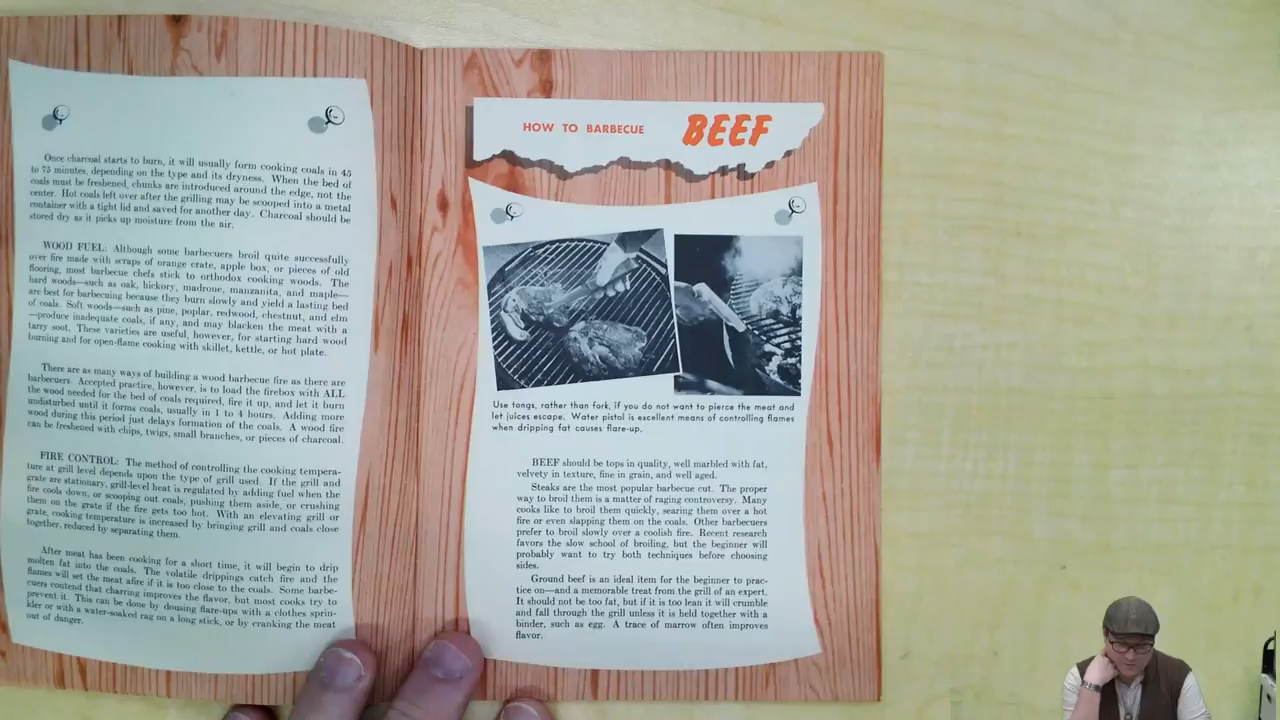 Once charcoal starts to burn, it will usually form cooking coals in 45
to 75 minutes, depending on the type and its dryness. When the bed of
coals must be freshened, chunks are introduced around the edge, not the
center. Hot coals left over after the grilling may be scooped into a metal
container with a tight lid and saved for another day. Charcoal should be
stored dry as it picks up moisture from the air.
WOOD FUEL: Although some barbecuers broil quite successfully
over fire made with scraps of orange crate, apple box, or pieces of old
flooring, most barbecue chefs stick to orthodox cooking woods. The
hard woods—such as oak, hickory, madrone, manzanita, and maple—
are best for barbecuing because they burn slowly and yield a lasting bed
of coals. Soft woods—such as pine, poplar, redwood, chestnut, and elm
—produce inadequate coals, if any, and may blacken the meat with a
tarry soot. These varieties are useful, however, for starting hard wood
burning and for open-flame cooking with skillet, kettle, or hot plate.
There are as many ways of building a wood barbecue fire as there are
barbecuers. Accepted practice, however, is to load the firebox with ALL
the wood needed for the bed of coals required, fire it up, and let it burn
undisturbed until it forms coals, usually in 1 to 4 hours. Adding more
wood during this period just delays formation of the coals. A wood fire
can be freshened with chips, twigs, small branches, or pieces of charcoal.
FIRE CONTROL: The method of controlling the cooking tempera-
ture at grill level depends upon the type of grill used. If the grill and
grate are stationary, grill-level heat is regulated by adding fuel when the
fire cools down, or scooping out coals, pushing them aside, or crushing
them on the grate if the fire gets too hot. With an elevating grill or
grate, cooking temperature is increased by bringing grill and coals close
together, reduced by separating them.
After meat has been cooking for a short time, it will begin to drip
molten fat into the coals. The volatile drippings catch fire and the
flames will set the meat afire if it is too close to the coals. Some barbe-
cuers contend that charring improves the flavor, but most cooks try to
prevent it. This can be done by dousing flare-ups with a clothes sprin-
kler or with a water-soaked rag on a long stick, or by cranking the meat
out of danger.
HOW TO BARBECUE BEEF
Use tongs, rather than fork, if you do not want to pierce the meat and
let juices escape. Water pistol is excellent means of controlling flames
when dripping fat causes flare-up.
BEEF should be tops in quality, well marbled with fat,
velvety in texture, fine in grain, and well aged.
Steaks are the most popular barbecue cut. The proper
way to broil them is a matter of raging controversy. Many
cooks like to broil them quickly, searing them over a hot
fire or even slapping them on the coals. Other barbecuers
prefer to broil slowly over a coolish fire. Recent research
favors the slow school of broiling, but the beginner will
probably want to try both techniques before choosing
sides.
Ground beef is an ideal item for the beginner to prac-
tice on—and a memorable treat from the grill of an expert.
It should not be too fat, but if it is too lean it will crumble
and fall through the grill unless it is held together with a
binder, such as egg. A trace of marrow often improves
flavor.